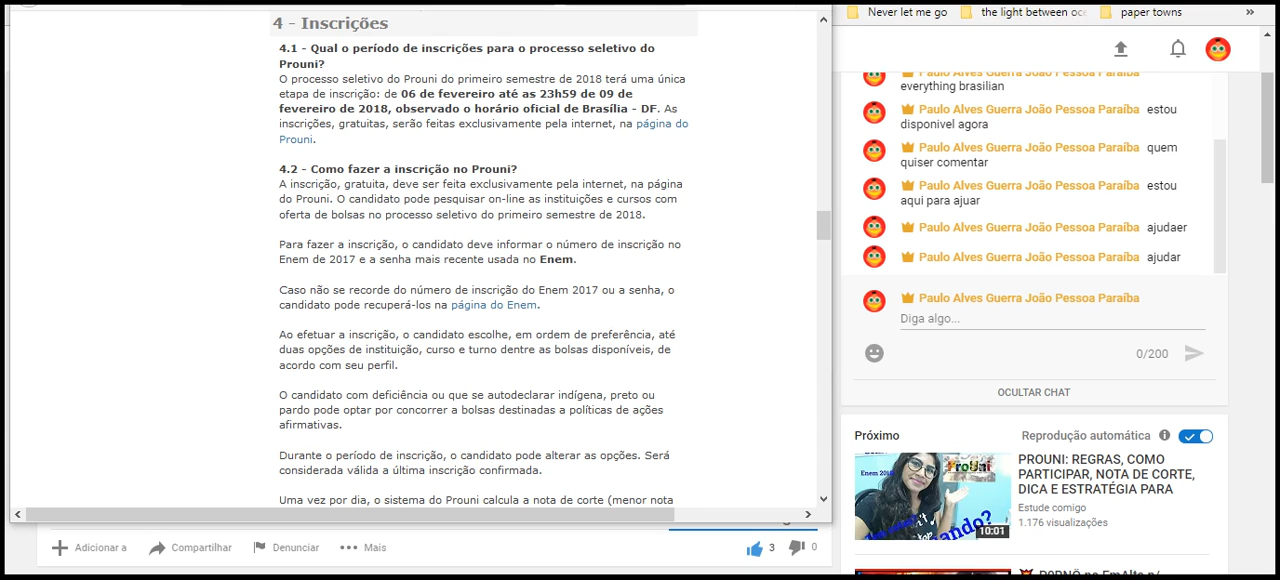 4 - Inscrições
4.1 - Qual o período de inscrições para o processo seletivo do
Prouni?
O processo seletivo do Prouni do primeiro semestre de 2018 terá uma única
etapa de inscrição: de 06 de fevereiro até as 23h59 de 09 de
fevereiro de 2018, observado o horário oficial de Brasília - DF. As
inscrições, gratuitas, serão feitas exclusivamente pela internet, na página do
Prouni.
4.2 - Como fazer a inscrição no Prouni?
A inscrição, gratuita, deve ser feita exclusivamente pela internet, na página
do Prouni. O candidato pode pesquisar on-line as instituições e cursos com
oferta de bolsas no processo seletivo do primeiro semestre de 2018.
Para fazer a inscrição, o candidato deve informar o número de inscrição no
Enem de 2017 e a senha mais recente usada no Enem.
Caso não se recorde do número de inscrição do Enem 2017 ou a senha, o
candidato pode recuperá-los na página do Enem.
Ao efetuar a inscrição, o candidato escolhe, em ordem de preferência, até
duas opções de instituição, curso e turno dentre as bolsas disponíveis, de
acordo com seu perfil.
O candidato com deficiência ou que se autodeclarar indígena, preto ou
pardo pode optar por concorrer a bolsas destinadas a políticas de ações
afirmativas.
Durante o período de inscrição, o candidato pode alterar as opções. Será
considerada válida a última inscrição confirmada.
Uma vez por dia, o sistema do Prouni calcula a nota de corte (menor nota
Adicionar a
Compartilhar
Denunciar
Mais
3
0
Never let me go
the light between oce
paper towns
»
Paulo Alves Guerra João Pessoa Paraíba
everything brasilian
Paulo Alves Guerra João Pessoa Paraíba estou
disponivel agora
Paulo Alves Guerra João Pessoa Paraíba quem
quiser comentar
Paulo Alves Guerra João Pessoa Paraíba estou
aqui para ajuar
Paulo Alves Guerra João Pessoa Paraíba ajudaer
Paulo Alves Guerra João Pessoa Paraíba ajudar
Paulo Alves Guerra João Pessoa Paraíba
Diga algo...
0/200
OCULTAR CHAT
Próximo
Reprodução automática
Enem 2018
ProUni
10:01
PROUNI: REGRAS, COMO
PARTICIPAR, NOTA DE CORTE,
DICA E ESTRATÉGIA PARA
Estude comigo
1.176 visualizações